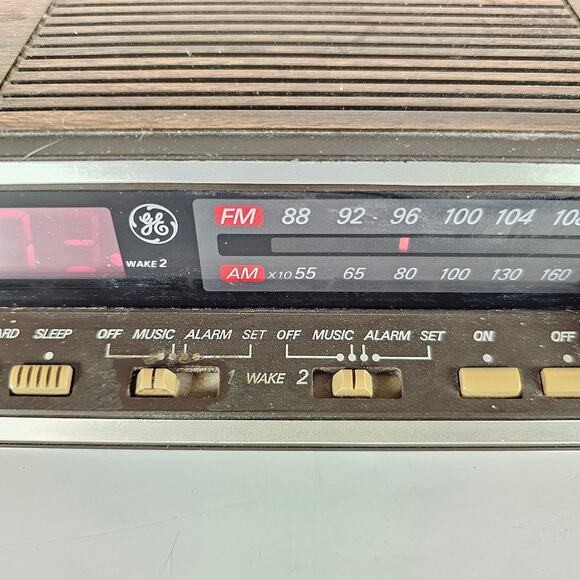 GE
WAKE 2
FM 88 92 · 96 100 104 108
AM X10 55 65 80 100 130 160
SLEEP OFF MUSIC ALARM SET OFF MUSIC ALARM SET ON OFF
1 WAKE 2